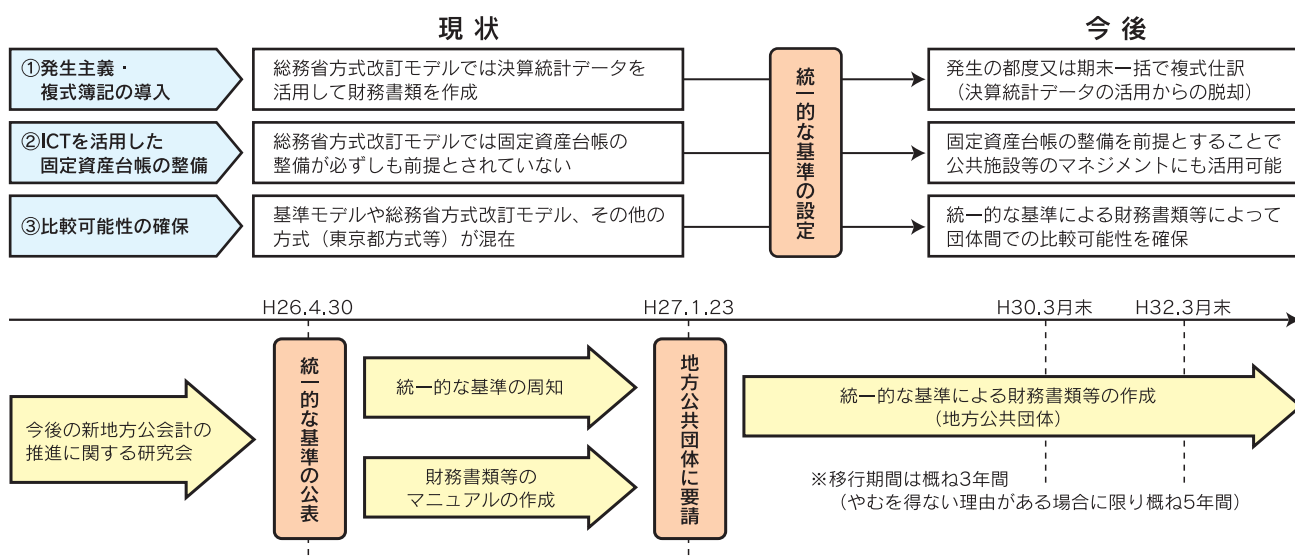 現状
今後
①発生主義・
複式簿記の導入
総務省方式改訂モデルでは決算統計データを
活用して財務書類を作成
発生の都度又は期末一括で複式仕訳
（決算統計データの活用からの脱却）
②ICTを活用した
固定資産台帳の整備
総務省方式改訂モデルでは固定資産台帳の
整備が必ずしも前提とされていない
固定資産台帳の整備を前提とすることで
公共施設等のマネジメントにも活用可能
③比較可能性の確保
基準モデルや総務省方式改訂モデル、その他の
方式（東京都方式等）が混在
統一的な基準による財務書類等によって
団体間での比較可能性を確保
統一的な基準の設定
H26.4.30
H27.1.23
H30.3月末
H32.3月末
今後の新地方公会計の
推進に関する研究会
統一的な基準の公表
統一的な基準の周知
財務書類等の
マニュアルの作成
地方公共団体に要請
統一的な基準による財務書類等の作成
（地方公共団体）
※移行期間は概ね3年間
（やむを得ない理由がある場合に限り概ね5年間）